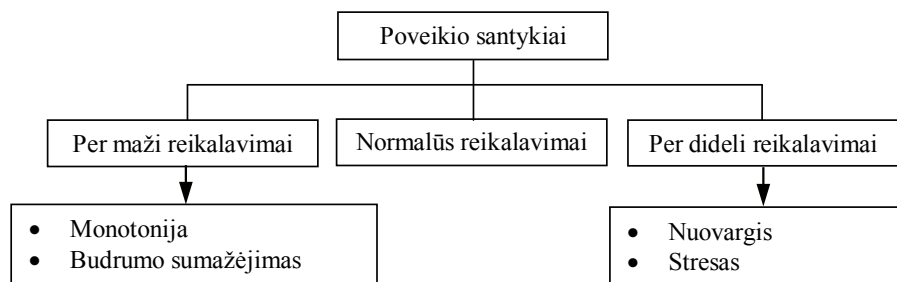 Poveikio santykiai
Per maži reikalavimai
Normalūs reikalavimai
Per dideli reikalavimai
• Monotonija
• Budrumo sumažėjimas
• Nuovargis
• Stresas